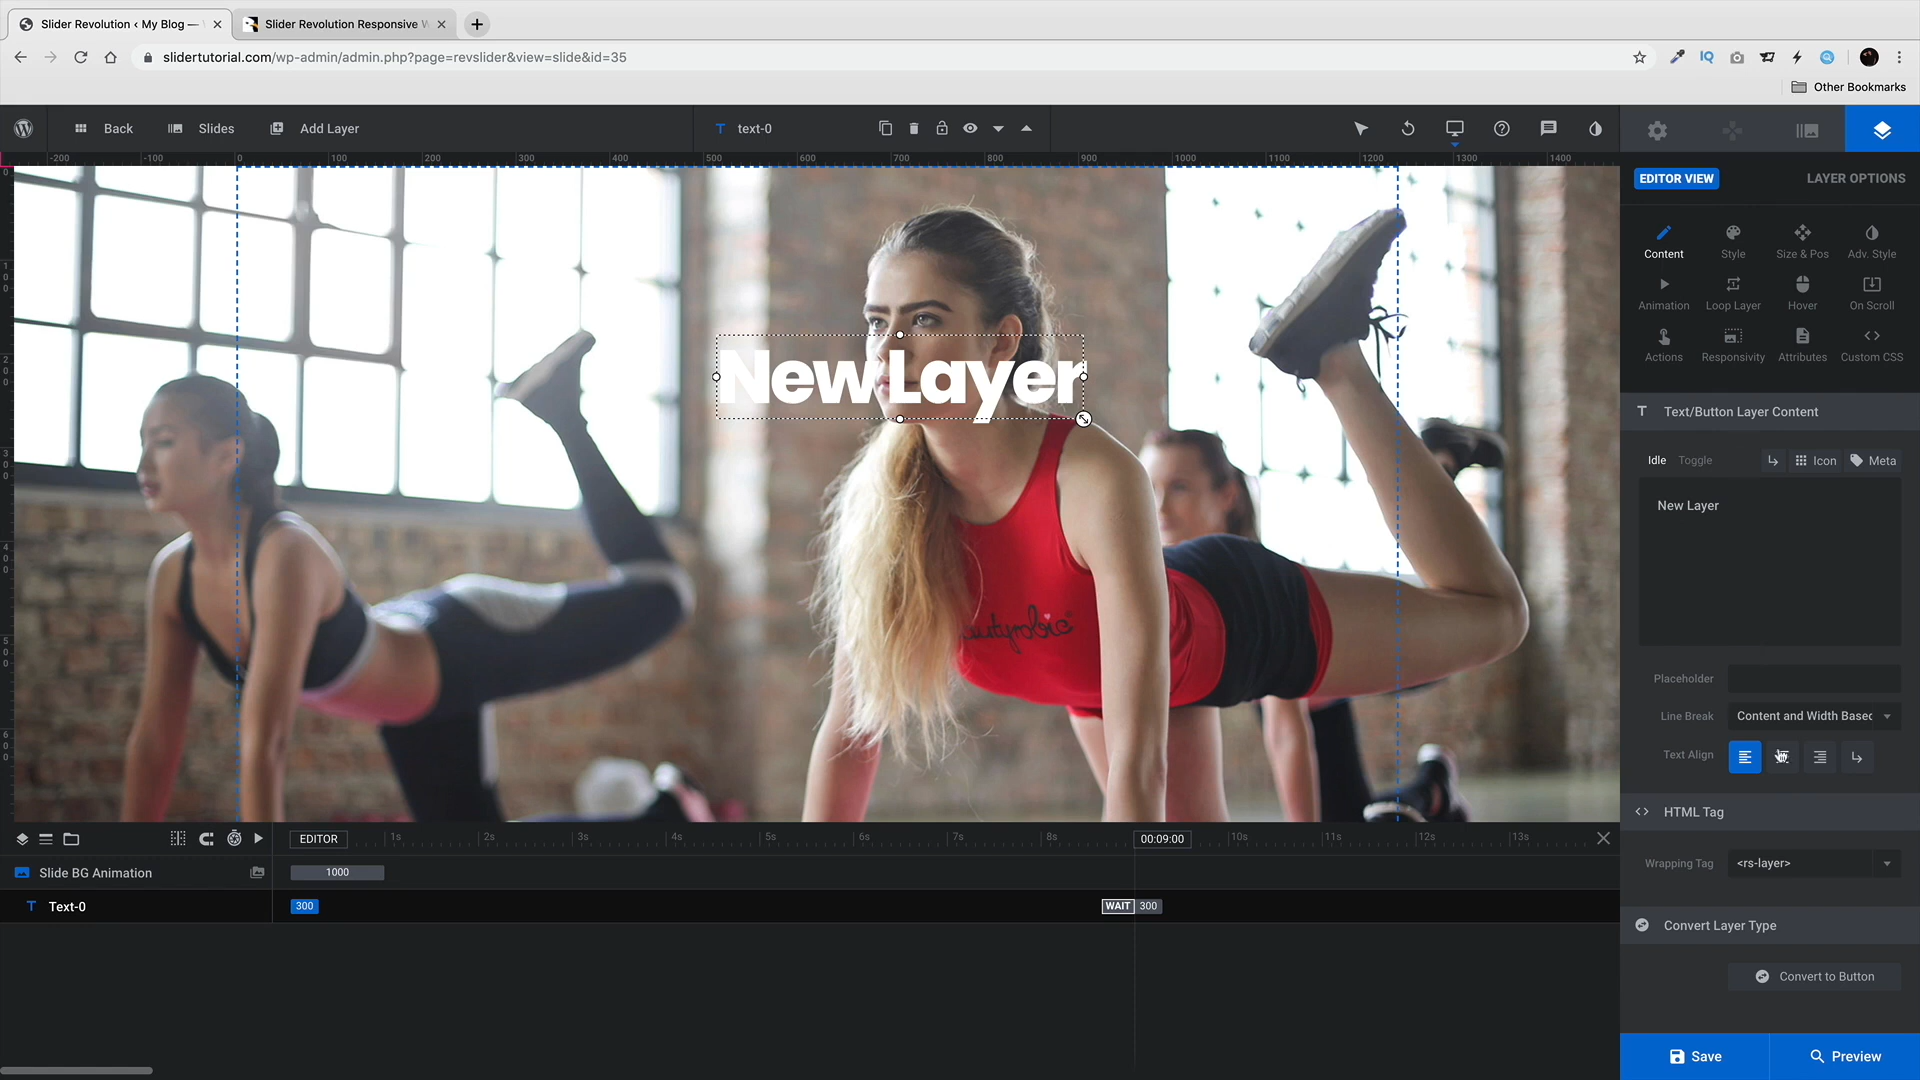 Slider Revolution ‹ My Blog —
Slider Revolution Responsive
slidertutorial.com/wp-admin/admin.php?page=revslider&view=slide&id=35
IQ
Other Bookmarks
Back
Slides
Add Layer
T text-0
-200 -100 0 100 200 300 400 500 600 700 800 900 1000 1100 1200 1300 1400
EDITOR VIEW
LAYER OPTIONS
Content
Style
Size & Pos
Adv. Style
Animation
Loop Layer
Hover
On Scroll
Actions
Responsivity
Attributes
Custom CSS
New Layer
T Text/Button Layer Content
Idle
Toggle
Icon
Meta
New Layer
Placeholder
Line Break
Content and Width Based
Text Align
<> HTML Tag
Wrapping Tag
<rs-layer>
Convert Layer Type
Convert to Button
Save
Preview
EDITOR
1s 2s 3s 4s 5s 6s 7s 8s 00:09:00 10s 11s 12s 13s
Slide BG Animation
1000
T Text-0
300
WAIT 300